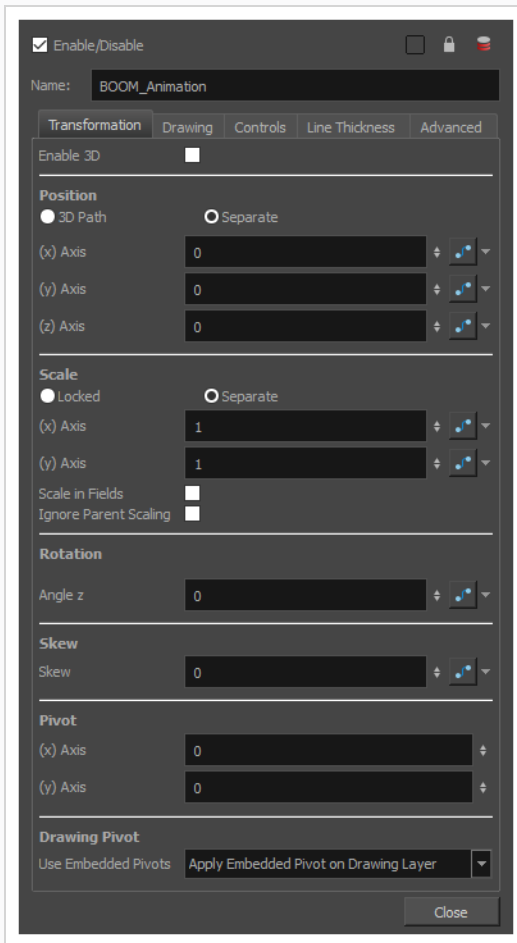 Enable/Disable
Name: BOOM_Animation
Transformation Drawing Controls Line Thickness Advanced
Enable 3D
Position
3D Path Separate
(x) Axis 0
(y) Axis 0
(z) Axis 0
Scale
Locked Separate
(x) Axis 1
(y) Axis 1
Scale in Fields
Ignore Parent Scaling
Rotation
Angle z 0
Skew
Skew 0
Pivot
(x) Axis 0
(y) Axis 0
Drawing Pivot
Use Embedded Pivots Apply Embedded Pivot on Drawing Layer
Close